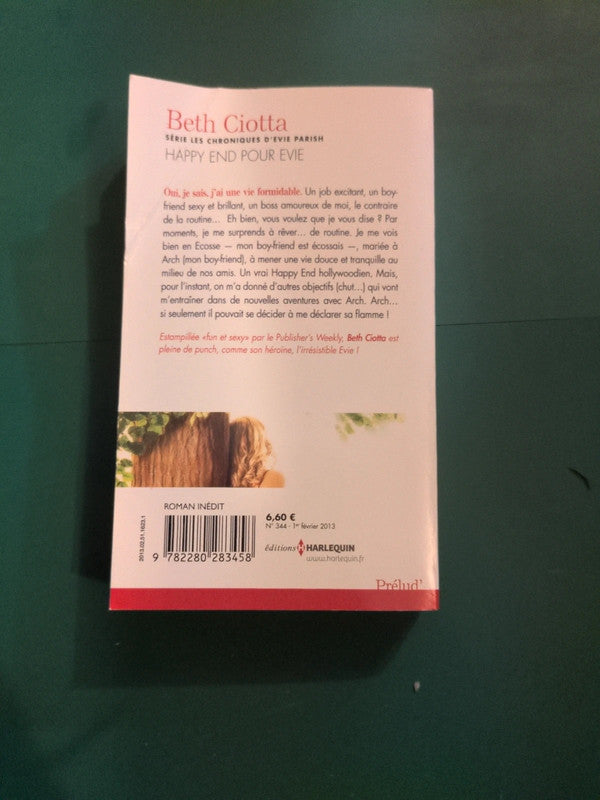 Beth Ciotta
SÉRIE LES CHRONIQUES D'EVIE PARISH
HAPPY END POUR EVIE
Oui, je sais, j'ai une vie formidable. Un job excitant, un boy-
friend sexy et brillant, un boss amoureux de moi, le contraire
de la routine... Eh bien, vous voulez que je vous dise ? Par
moments, je me surprends à rêver... de routine. Je me vois
bien en Ecosse — mon boy-friend est écossais —, mariée à
Arch (mon boy-friend), à mener une vie douce et tranquille au
milieu de nos amis. Un vrai Happy End hollywoodien. Mais,
pour l'instant, on m'a donné d'autres objectifs (chut...) qui vont
m'entraîner dans de nouvelles aventures avec Arch. Arch...
si seulement il pouvait se décider à me déclarer sa flamme !
Estampillée «fun et sexy» par le Publisher's Weekly, Beth Ciotta est
pleine de punch, comme son héroïne, l'irrésistible Evie !
ROMAN INÉDIT
2013.02.51.1623.1
9 782280 283458
6,60 €
N° 344 - 1er février 2013
éditions HARLEQUIN
www.harlequin.fr
Prélud'